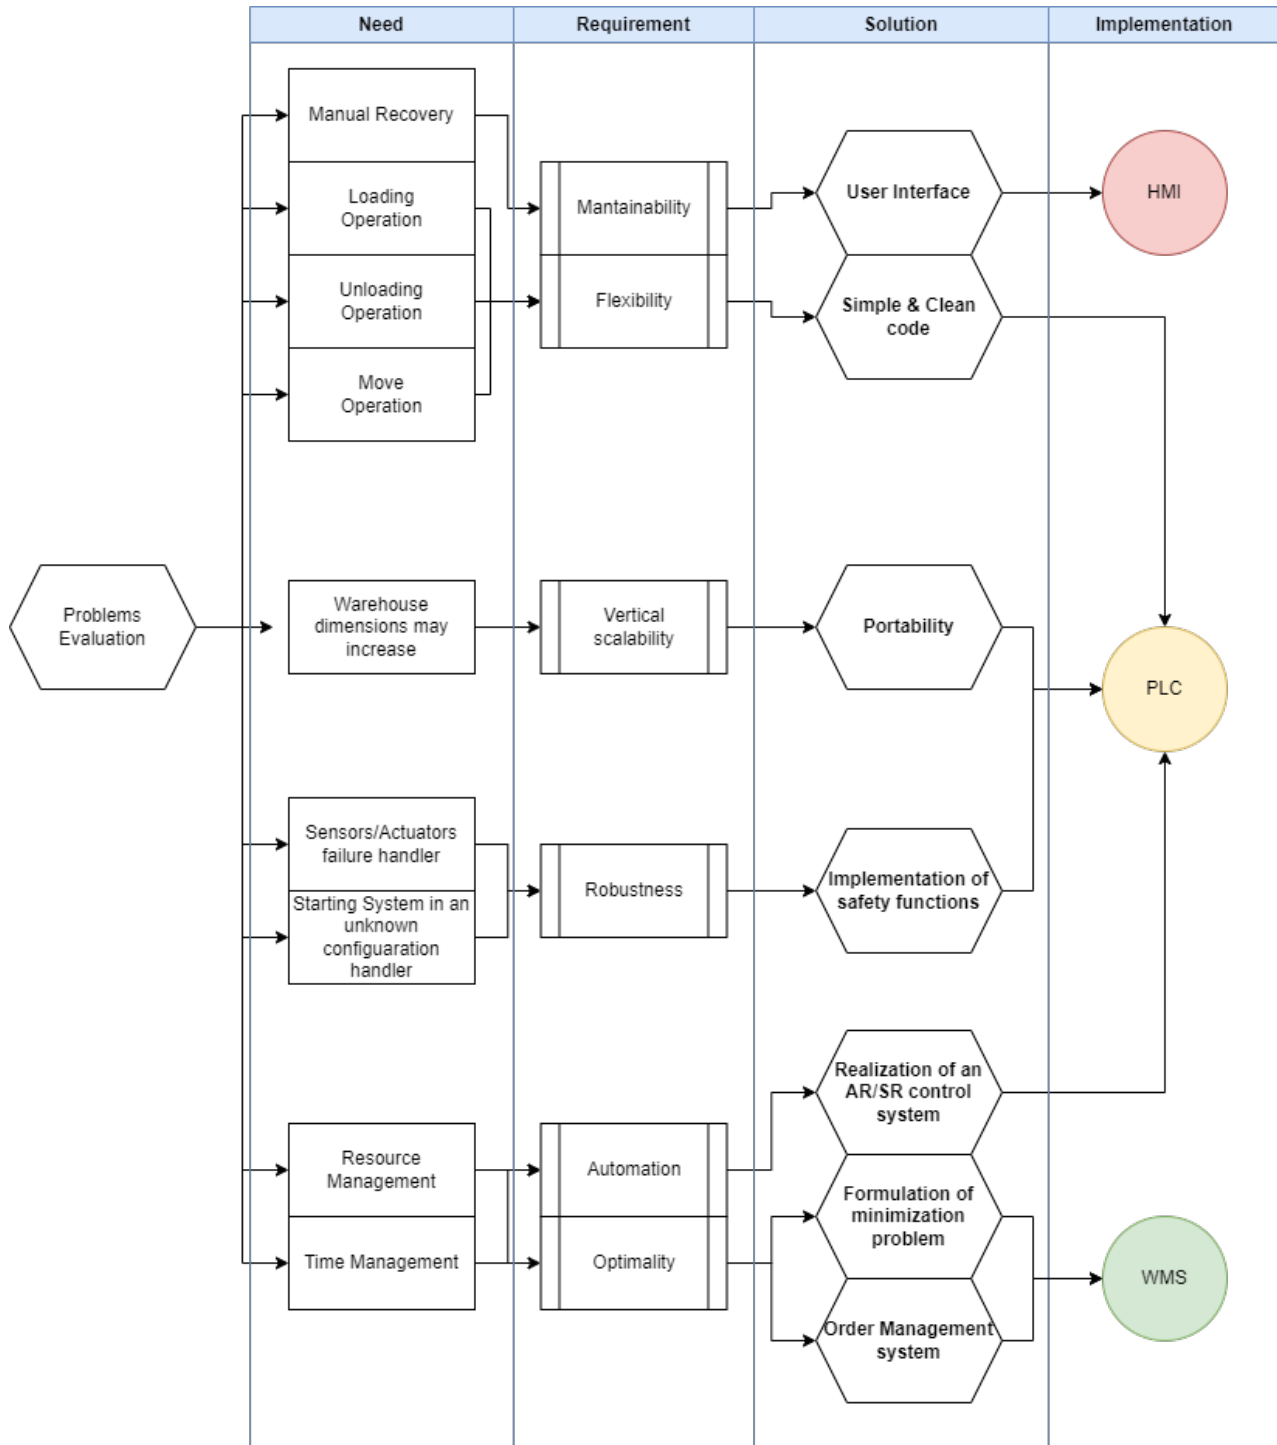 Need
Requirement
Solution
Implementation
Manual Recovery
Loading
Operation
Unloading
Operation
Move
Operation
Mantainability
Flexibility
User Interface
Simple & Clean
code
HMI
Problems
Evaluation
Warehouse
dimensions may
increase
Vertical
scalability
Portability
PLC
Sensors/Actuators
failure handler
Starting System in an
unknown
configuaration
handler
Robustness
Implementation of
safety functions
Resource
Management
Time Management
Automation
Optimality
Realization of an
AR/SR control
system
Formulation of
minimization
problem
Order Management
system
WMS